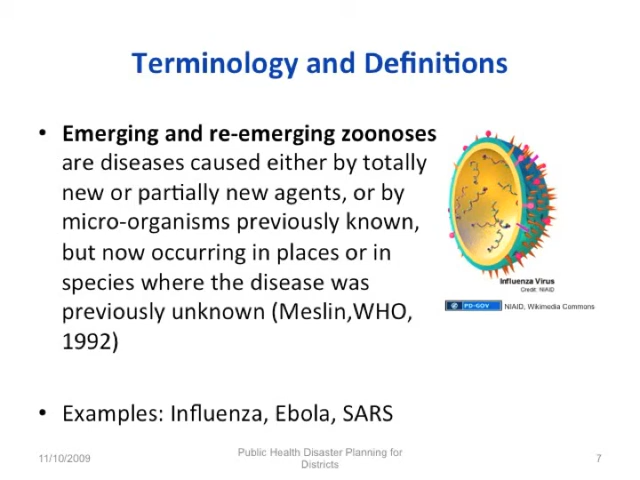 Terminology and Definitions
• Emerging and re-emerging zoonoses
are diseases caused either by totally
new or partially new agents, or by
micro-organisms previously known,
but now occurring in places or in
species where the disease was
previously unknown (Meslin,WHO,
1992)
Influenza Virus
Credit: NIAID
PD-GOV NIAID, Wikimedia Commons
• Examples: Influenza, Ebola, SARS
11/10/2009
Public Health Disaster Planning for
Districts
7